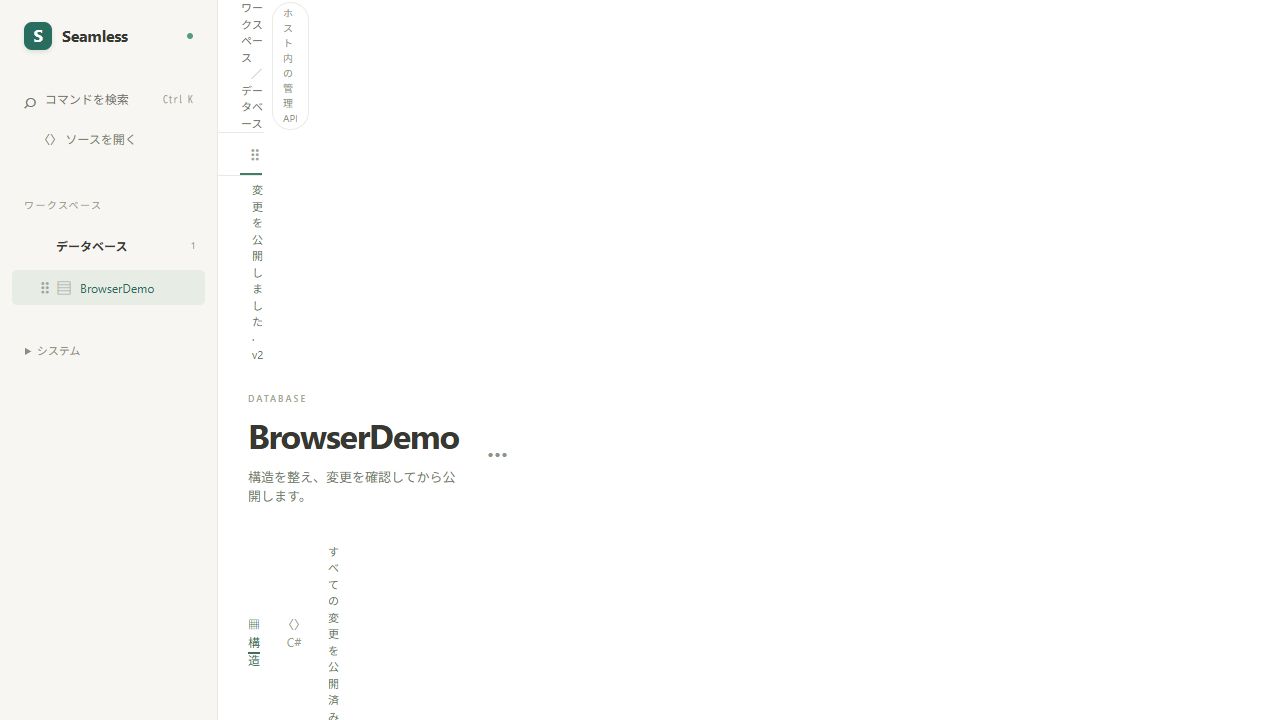 S Seamless
コマンドを検索 Ctrl K
ソースを開く
ワークスペース
データベース 1
BrowserDemo
システム
ワー
クス
ペー
ス
／
デー
タベ
ース
ホ
ス
ト
内
の
管
理
API
変
更
を
公
開
し
ま
し
た
.
v2
DATABASE
BrowserDemo
構造を整え、変更を確認してから公
開します。
構
造
C#
す
べ
て
の
変
更
を
公
開
済
み